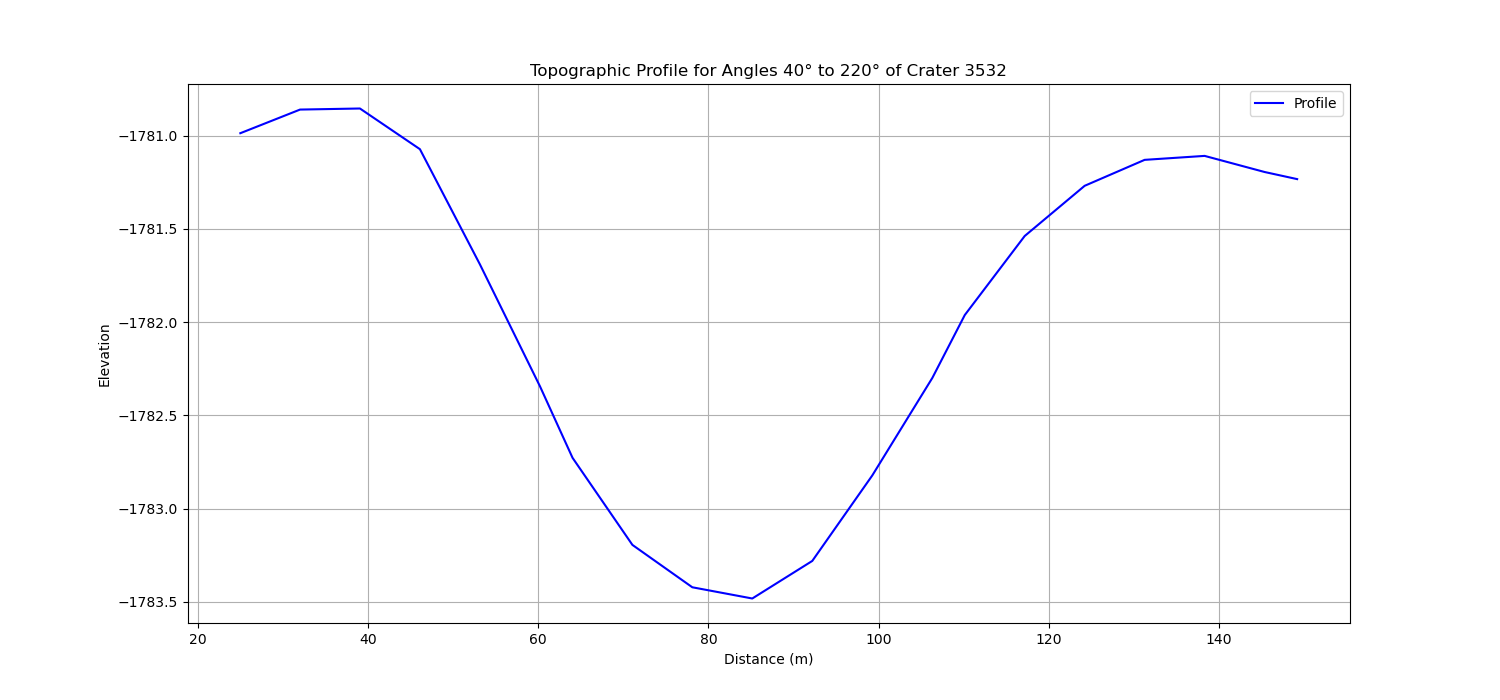 Topographic Profile for Angles 40° to 220° of Crater 3532
Profile
−1781.0
−1781.5
−1782.0
−1782.5
−1783.0
−1783.5
Elevation
20 40 60 80 100 120 140
Distance (m)